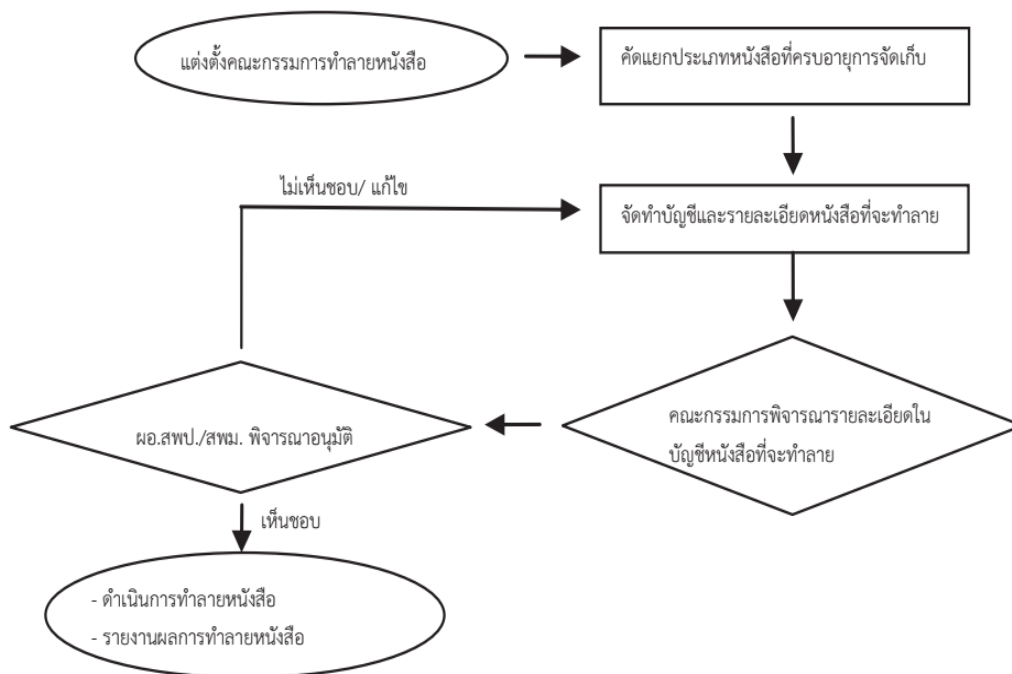 แต่งตั้งคณะกรรมการทำลายหนังสือ
คัดแยกประเภทหนังสือที่ครบอายุการจัดเก็บ
ไม่เห็นชอบ/ แก้ไข
จัดทำบัญชีและรายละเอียดหนังสือที่จะทำลาย
คณะกรรมการพิจารณารายละเอียดใน
บัญชีหนังสือที่จะทำลาย
ผอ.สพป./สพม. พิจารณาอนุมัติ
เห็นชอบ
- ดำเนินการทำลายหนังสือ
- รายงานผลการทำลายหนังสือ